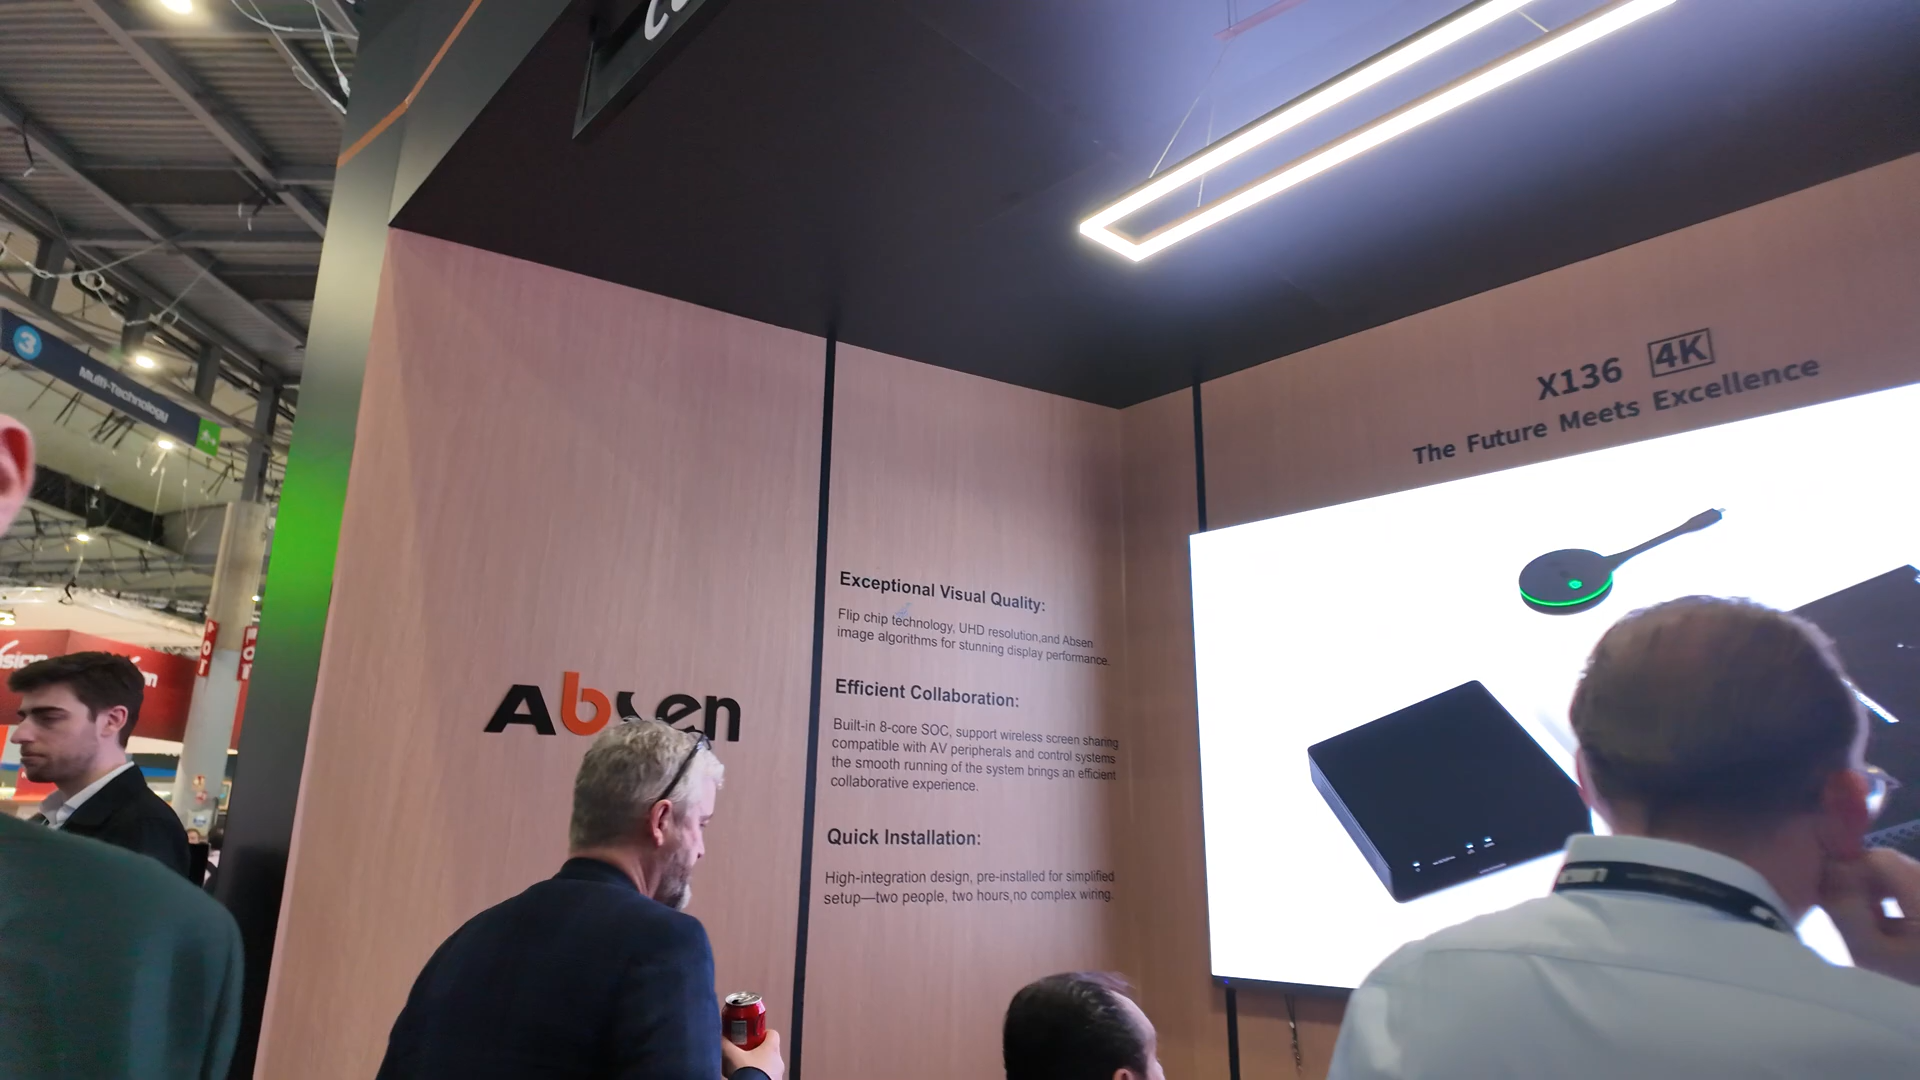 3
Multi-Technology
Absen
Exceptional Visual Quality:
Flip chip technology, UHD resolution,and Absen
image algorithms for stunning display performance.
Efficient Collaboration:
Built-in 8-core SOC, support wireless screen sharing
compatible with AV peripherals and control systems
the smooth running of the system brings an efficient
collaborative experience.
Quick Installation:
High-integration design, pre-installed for simplified
setup—two people, two hours,no complex wiring.
X136 4K
The Future Meets Excellence